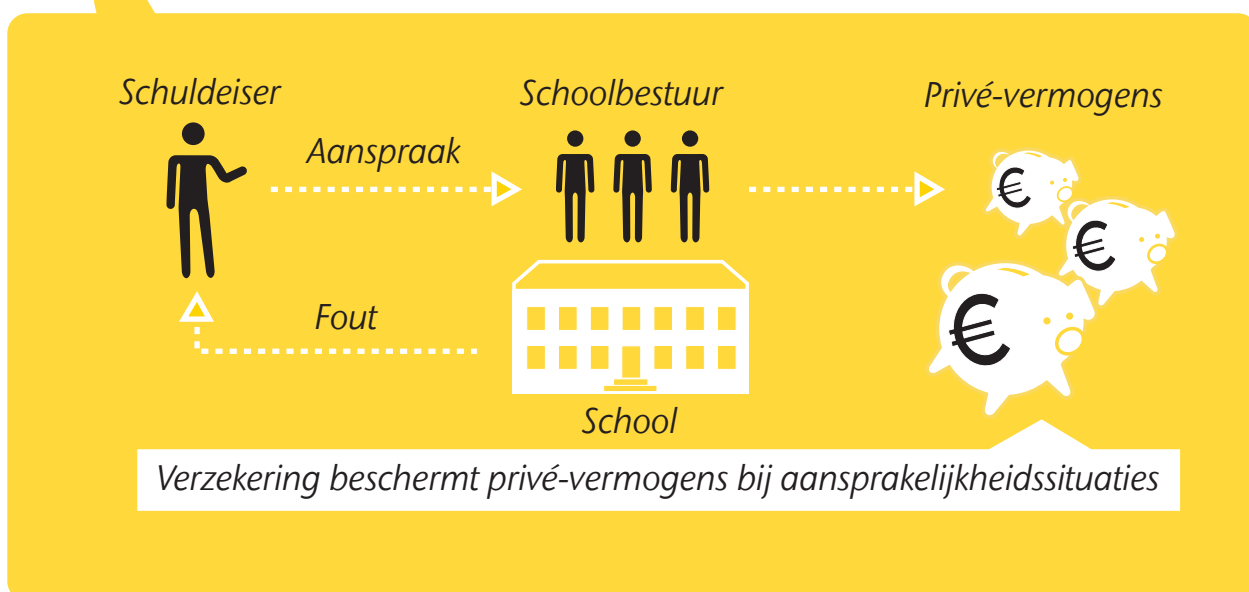 Schuldeiser
Schoolbestuur
Privé-vermogens
Aanspraak
€
€
€
Fout
School
Verzekering beschermt privé-vermogens bij aansprakelijkheidssituaties